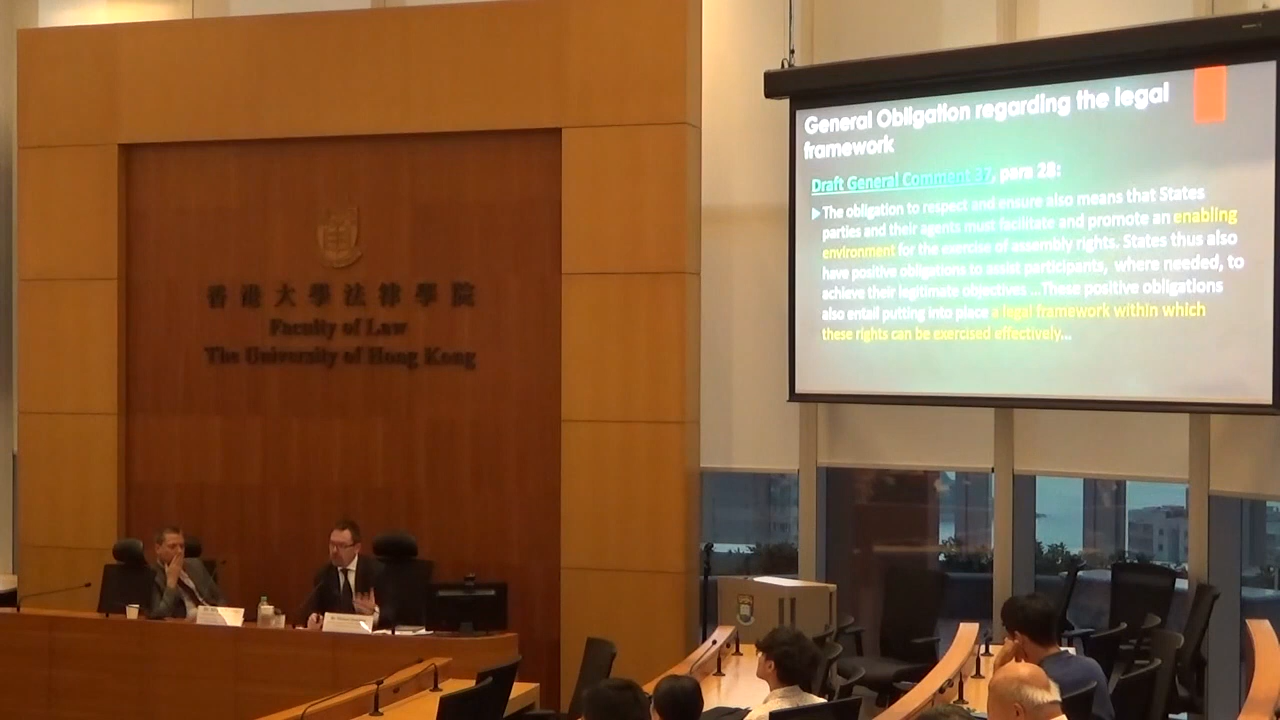 香港大學法律學院
Faculty of Law
The University of Hong Kong
General Obligation regarding the legal
framework
Draft General Comment 37, para 28:
The obligation to respect and ensure also means that States
parties and their agents must facilitate and promote an enabling
environment for the exercise of assembly rights. States thus also
have positive obligations to assist participants, where needed, to
achieve their legitimate objectives ...These positive obligations
also entail putting into place a legal framework within which
these rights can be exercised effectively...